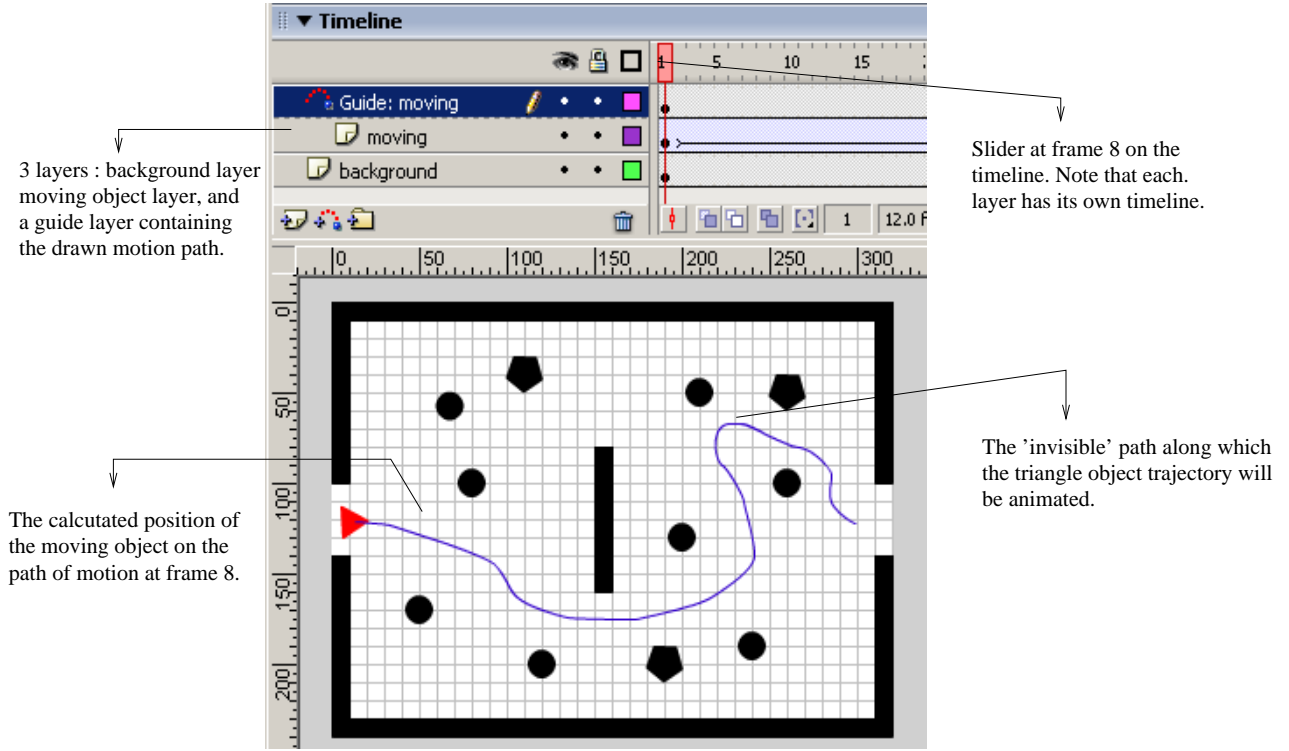 Timeline
1 5 10 15
Guide: moving
moving
background
1 12.0 f
0 50 100 150 200 250 300
0
50
100
150
200
3 layers : background layer
moving object layer, and
a guide layer containing
the drawn motion path.
Slider at frame 8 on the
timeline. Note that each.
layer has its own timeline.
The calcutated position of
the moving object on the
path of motion at frame 8.
The ’invisible’ path along which
the triangle object trajectory will
be animated.